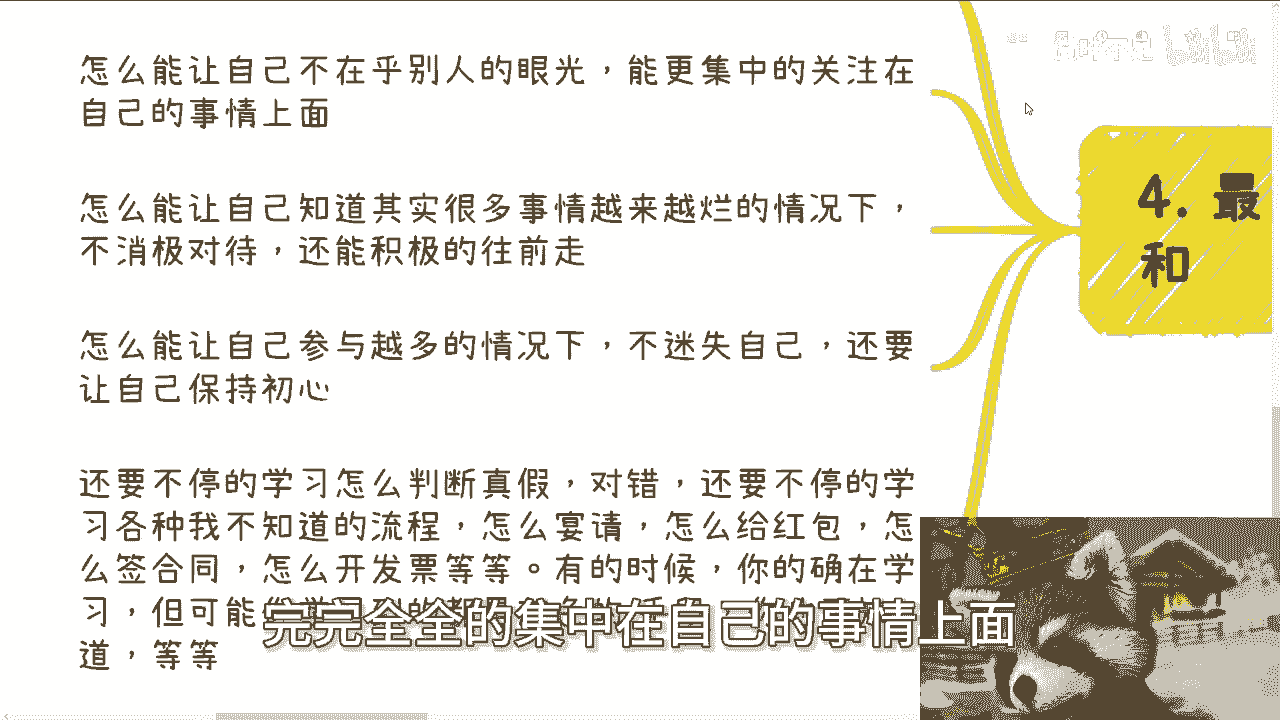 怎么能让自己不在乎别人的眼光，能更集中的关注在
自己的事情上面
怎么能让自己知道其实很多事情越来越烂的情况下，
不消极对待，还能积极的往前走
怎么能让自己参与越多的情况下，不迷失自己，还要
让自己保持初心
还要不停的学习怎么判断真假，对错，还要不停的学
习各种我不知道的流程，怎么宴请，怎么给红包，怎
么签合同，怎么开发票等等。有的时候，你的确在学
习，但可能
道，等等
完完全全的集中在自己的事情上面
4. 最
和